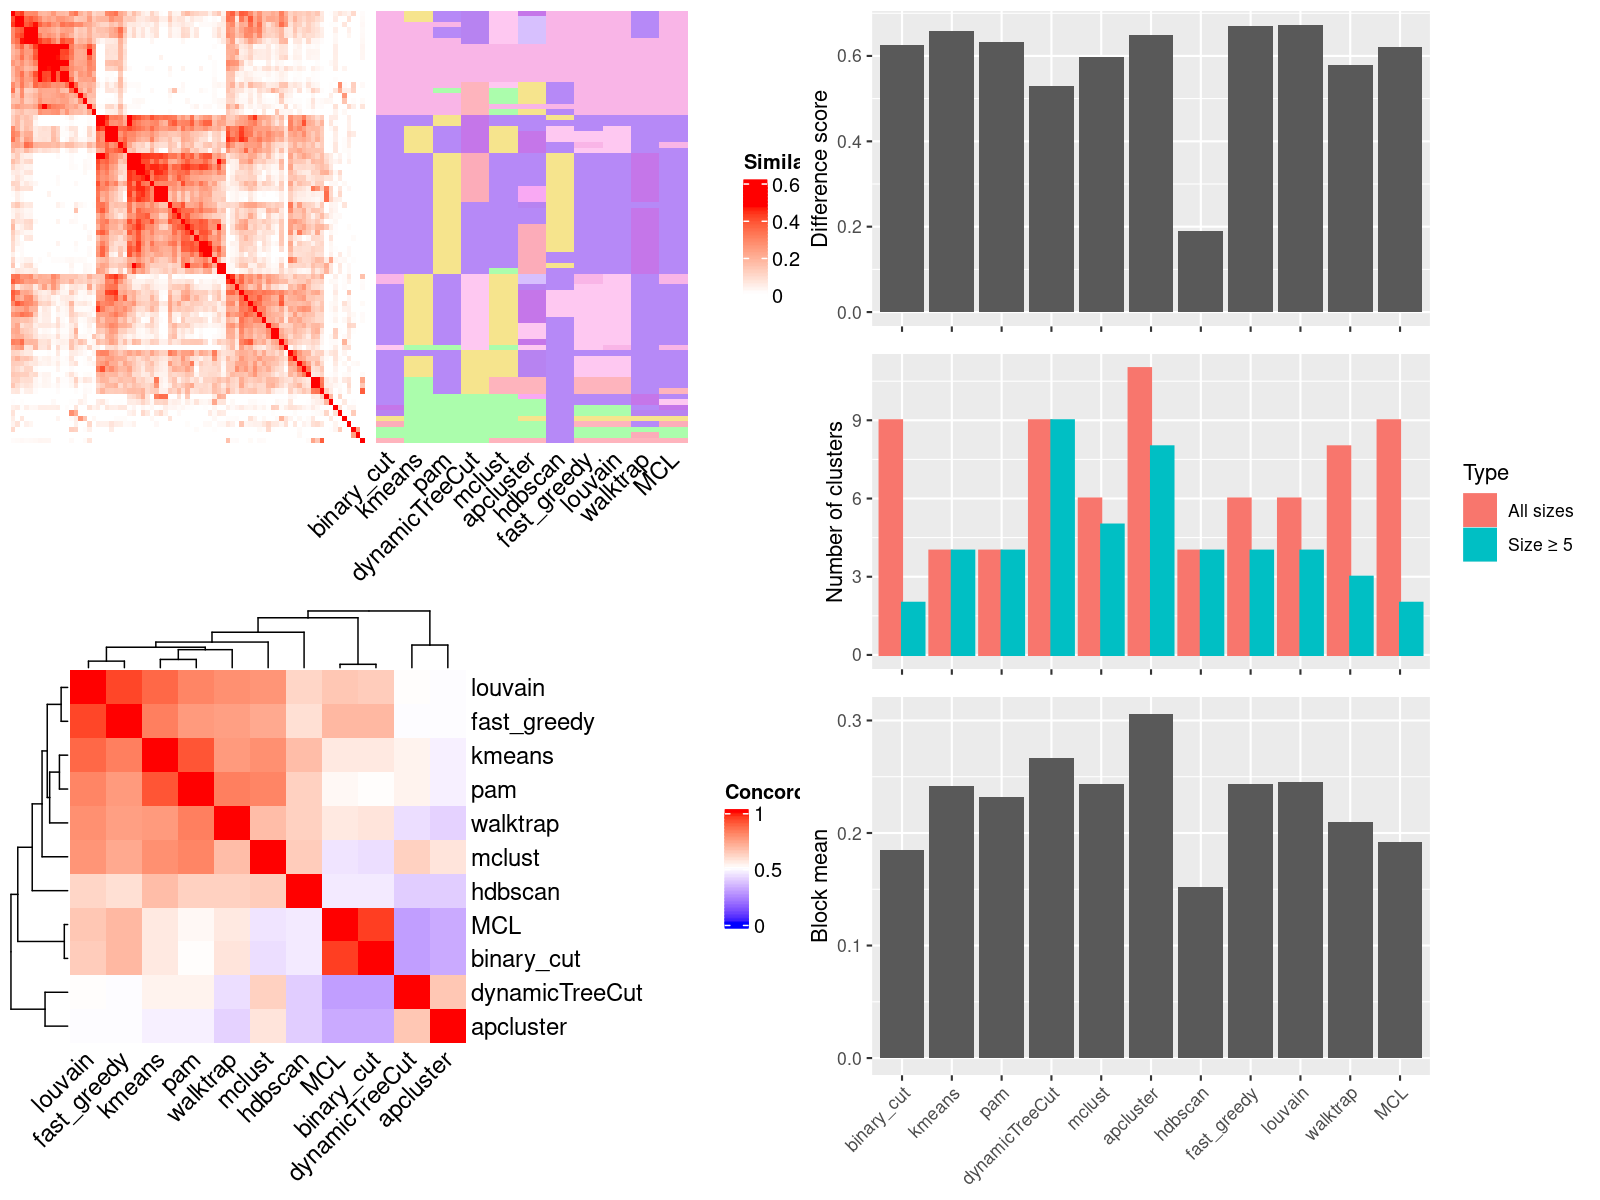 Simila
0.6
0.4
0.2
0
binary_cut
kmeans
pam
dynamicTreeCut
mclust
apcluster
hdbscan
fast_greedy
louvain
walktrap
MCL
louvain
fast_greedy
kmeans
pam
walktrap
mclust
hdbscan
MCL
binary_cut
dynamicTreeCut
apcluster
louvain
fast_greedy
kmeans
pam
walktrap
mclust
hdbscan
MCL
binary_cut
dynamicTreeCut
apcluster
Concord
1
0.5
0
Difference score
0.6
0.4
0.2
0.0
Number of clusters
9
6
3
0
Type
All sizes
Size ≥ 5
Block mean
0.3
0.2
0.1
0.0
binary_cut
kmeans
pam
dynamicTreeCut
mclust
apcluster
hdbscan
fast_greedy
louvain
walktrap
MCL